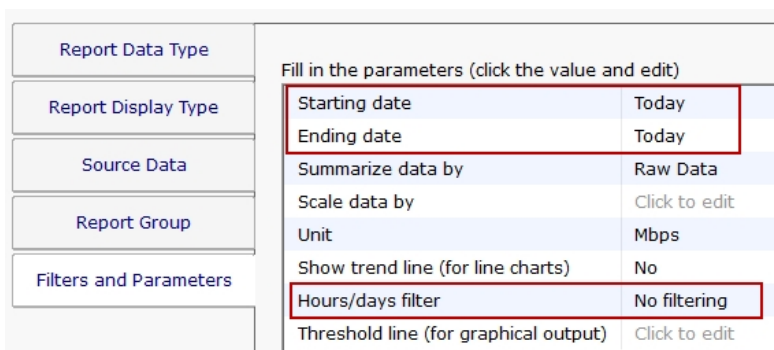 Report Data Type
Report Display Type
Source Data
Report Group
Filters and Parameters
Fill in the parameters (click the value and edit)
Starting date Today
Ending date Today
Summarize data by Raw Data
Scale data by Click to edit
Unit Mbps
Show trend line (for line charts) No
Hours/days filter No filtering
Threshold line (for graphical output) Click to edit